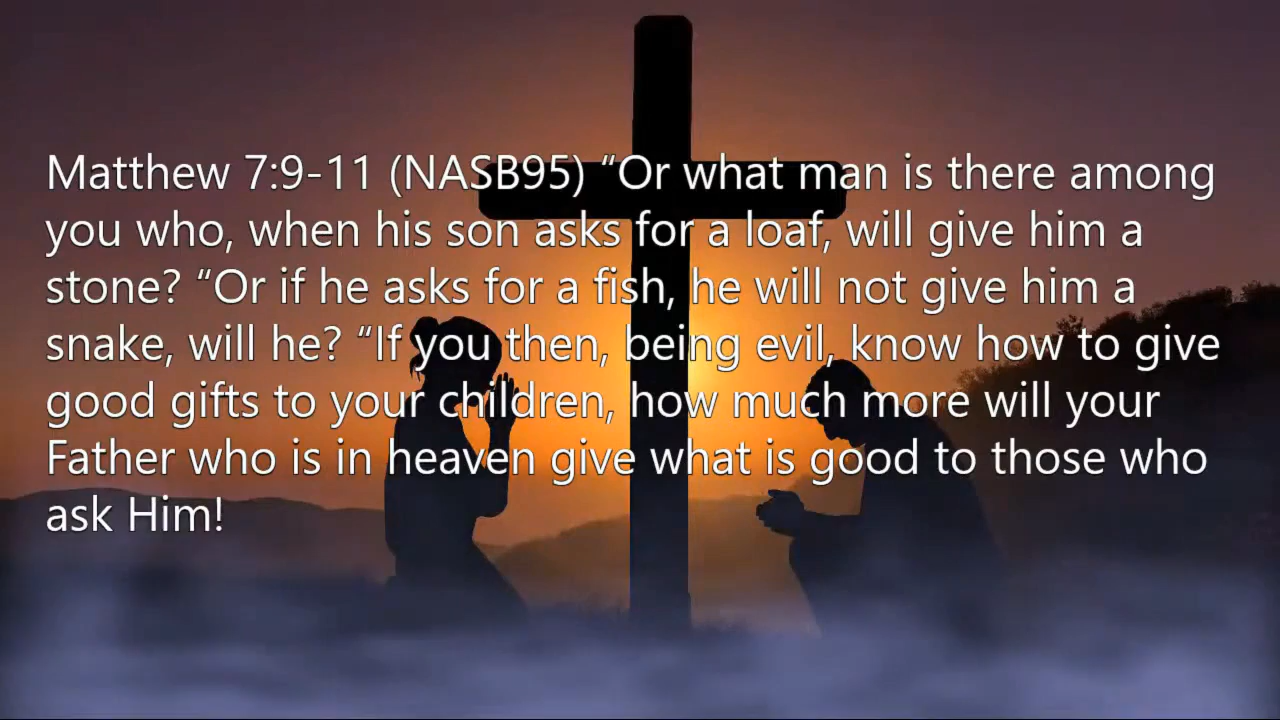 Matthew 7:9-11 (NASB95) “Or what man is there among
you who, when his son asks for a loaf, will give him a
stone? “Or if he asks for a fish, he will not give him a
snake, will he? “If you then, being evil, know how to give
good gifts to your children, how much more will your
Father who is in heaven give what is good to those who
ask Him!